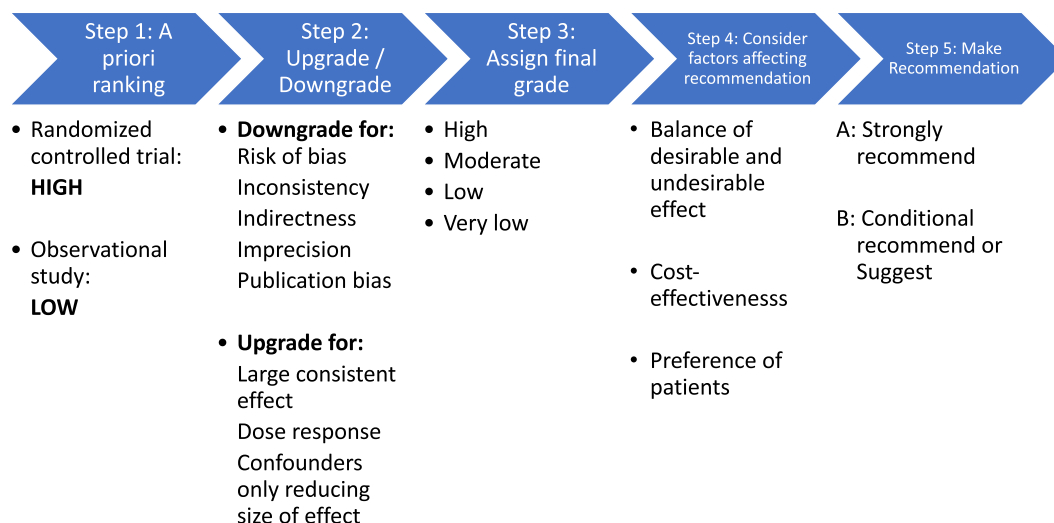 Step 1: A
priori
ranking
• Randomized
controlled trial:
HIGH
• Observational
study:
LOW
Step 2:
Upgrade /
Downgrade
• Downgrade for:
Risk of bias
Inconsistency
Indirectness
Imprecision
Publication bias
• Upgrade for:
Large consistent
effect
Dose response
Confounders
only reducing
size of effect
Step 3:
Assign final
grade
• High
• Moderate
• Low
• Very low
Step 4: Consider
factors affecting
recommendation
• Balance of
desirable and
undesirable
effect
• Cost-
effectivenesss
• Preference of
patients
Step 5: Make
Recommendation
A: Strongly
recommend
B: Conditional
recommend or
Suggest